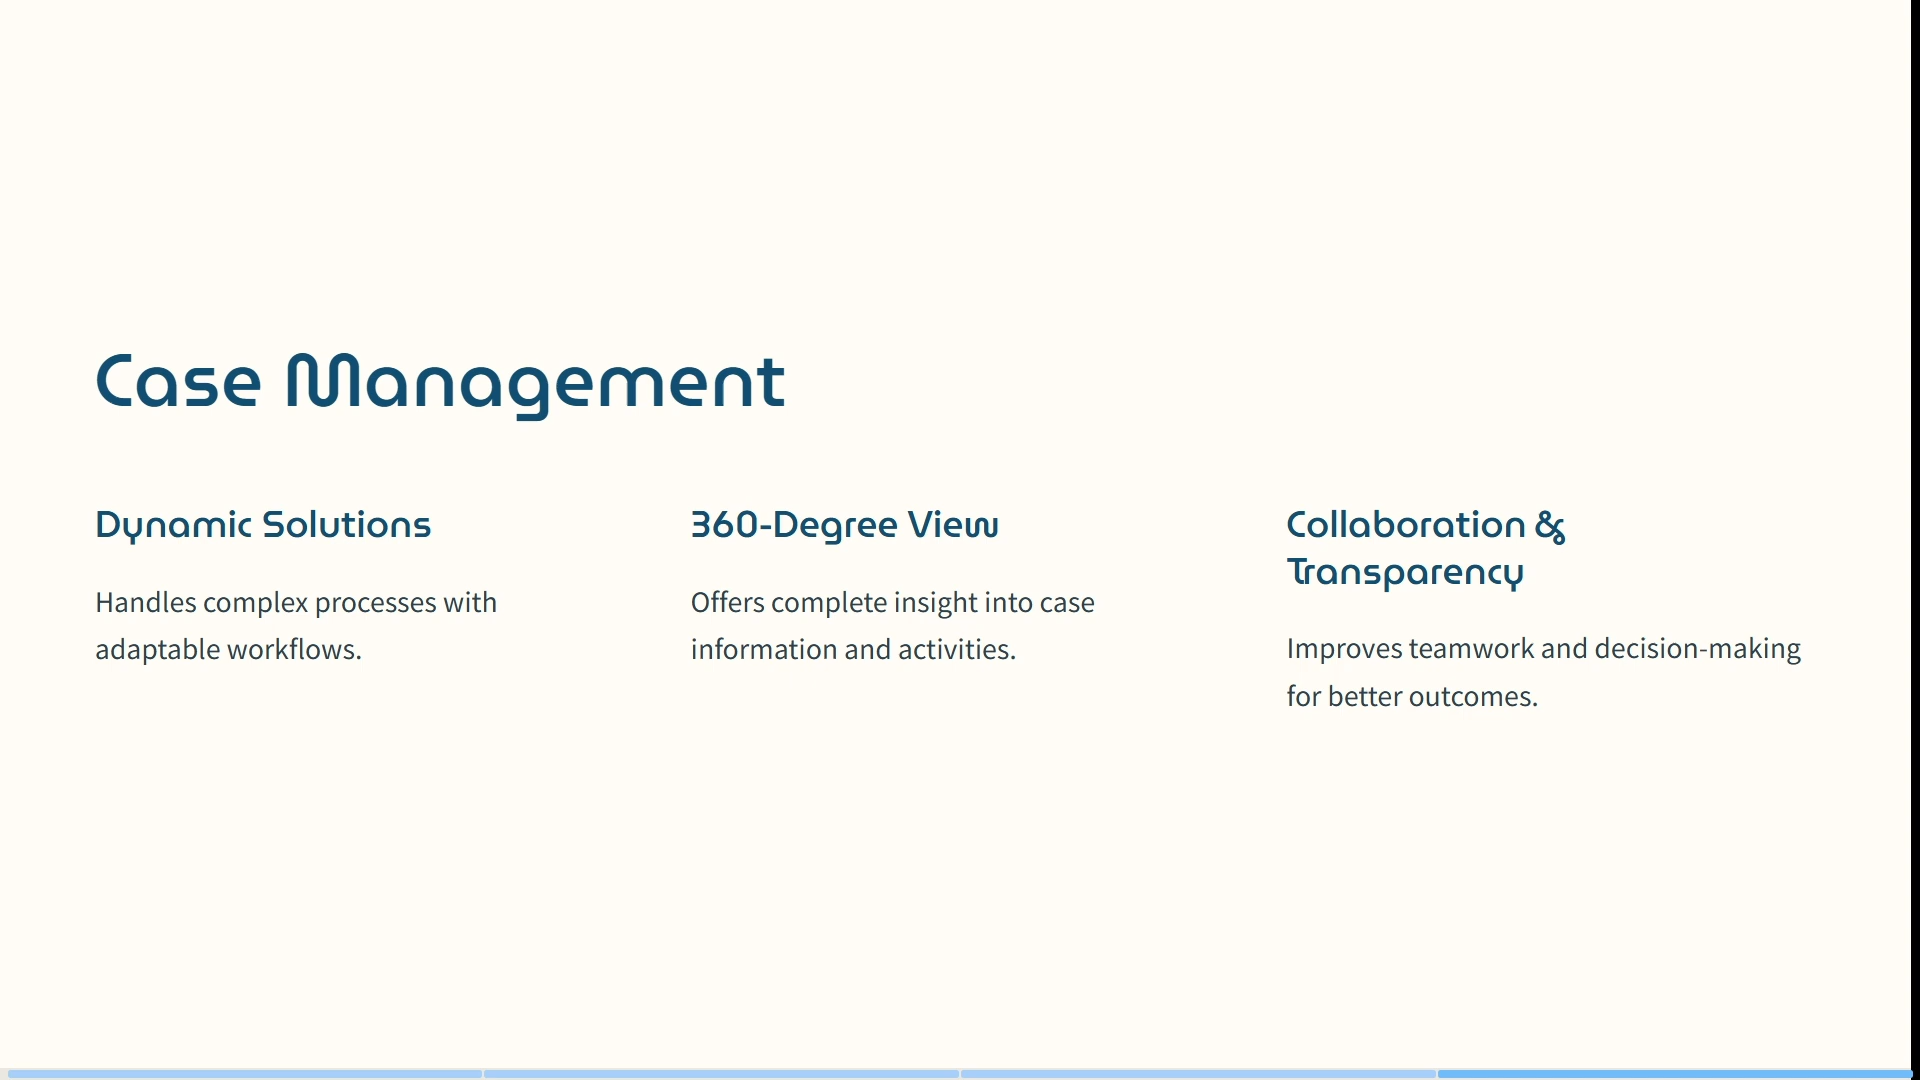 Case Management
Dynamic Solutions
Handles complex processes with
adaptable workflows.
360-Degree View
Offers complete insight into case
information and activities.
Collaboration &
Transparency
Improves teamwork and decision-making
for better outcomes.